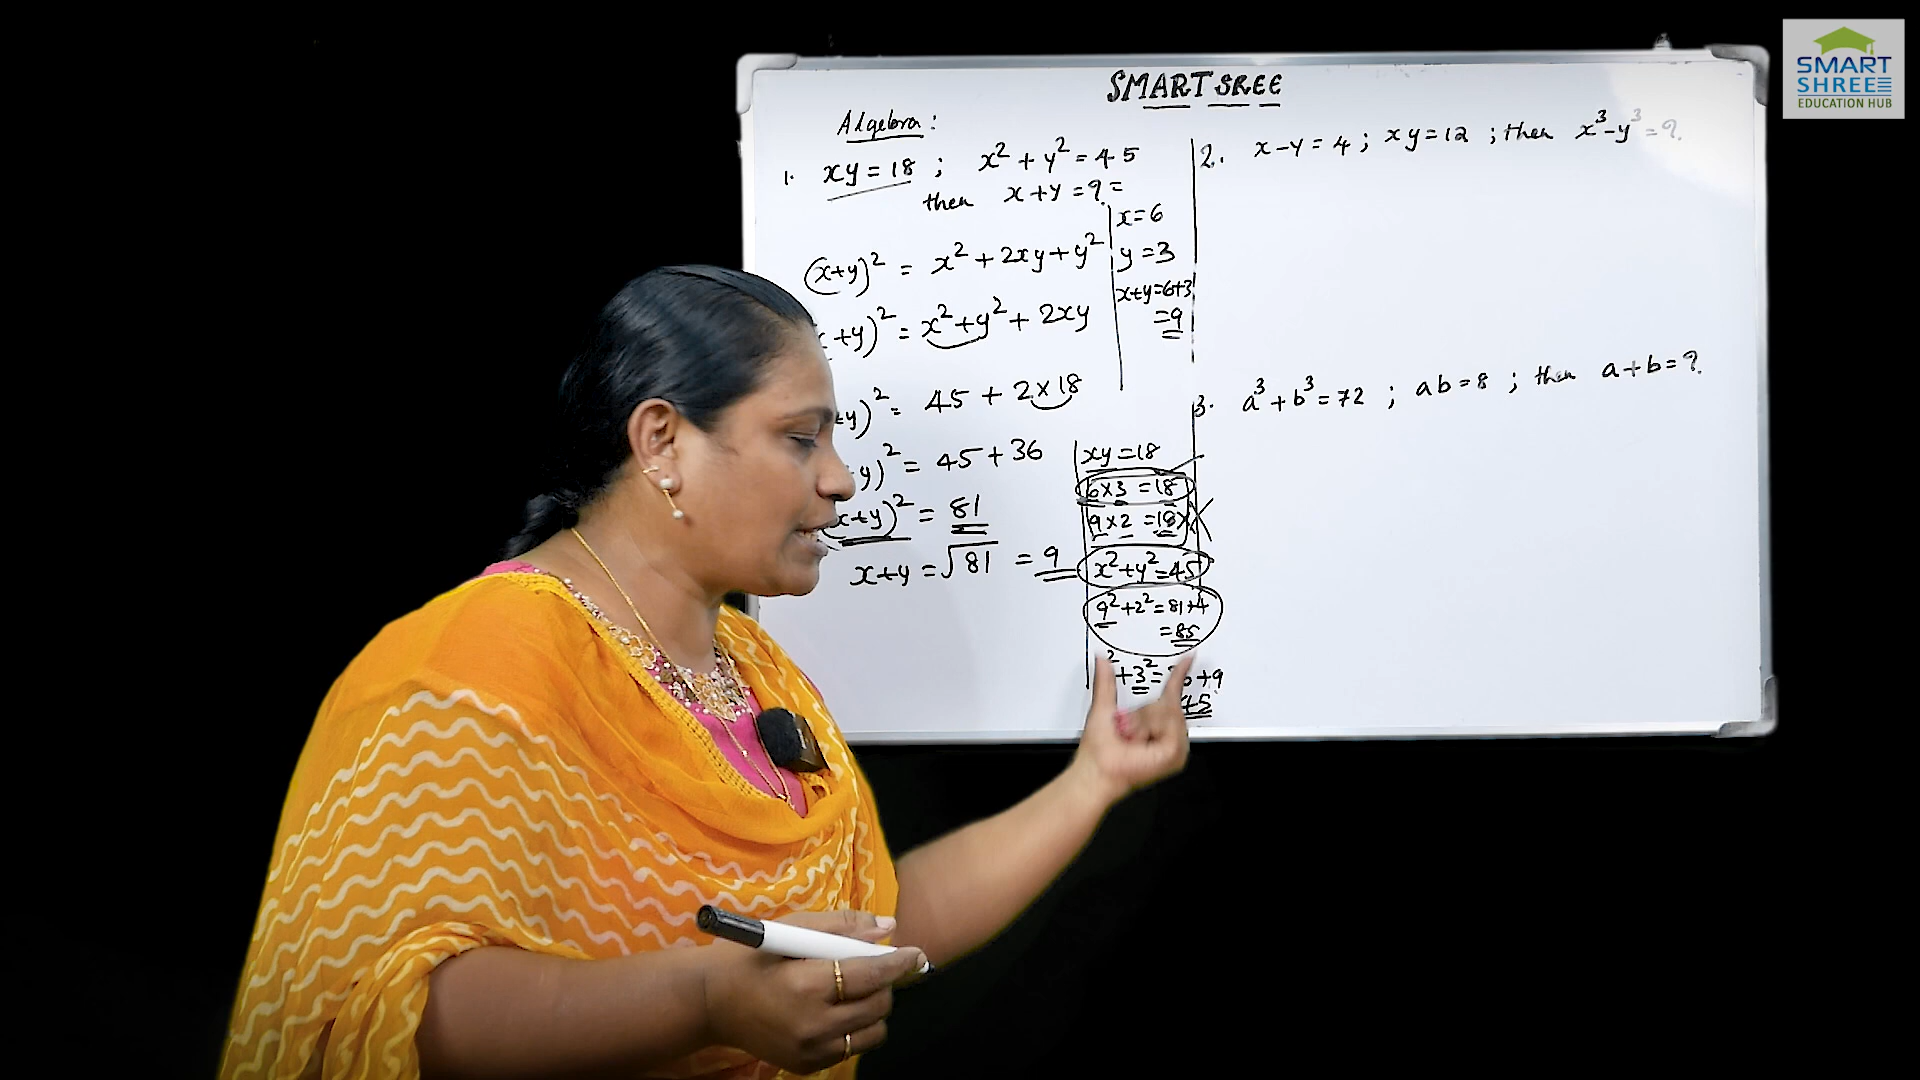 SMART SREE
Algebra:
1. xy = 18 ; x² + y² = 45
then x + y = ? =
(x+y)² = x² + 2xy + y²
+y)² = x² + y² + 2xy
y)² = 45 + 2 × 18
y)² = 45 + 36
x+y)² = 81
x+y = √81 = 9
x = 6
y = 3
x+y = 6+3
= 9
xy = 18
6 × 3 = 18
9 × 2 = 18 ×
x² + y² = 45
9² + 2² = 81 + 4
= 85
² + 3² = + 9
45
2. x - y = 4 ; xy = 12 ; then x³ - y³ = ?
3. a³ + b³ = 72 ; ab = 8 ; then a + b = ?
SMART
SHREE
EDUCATION HUB